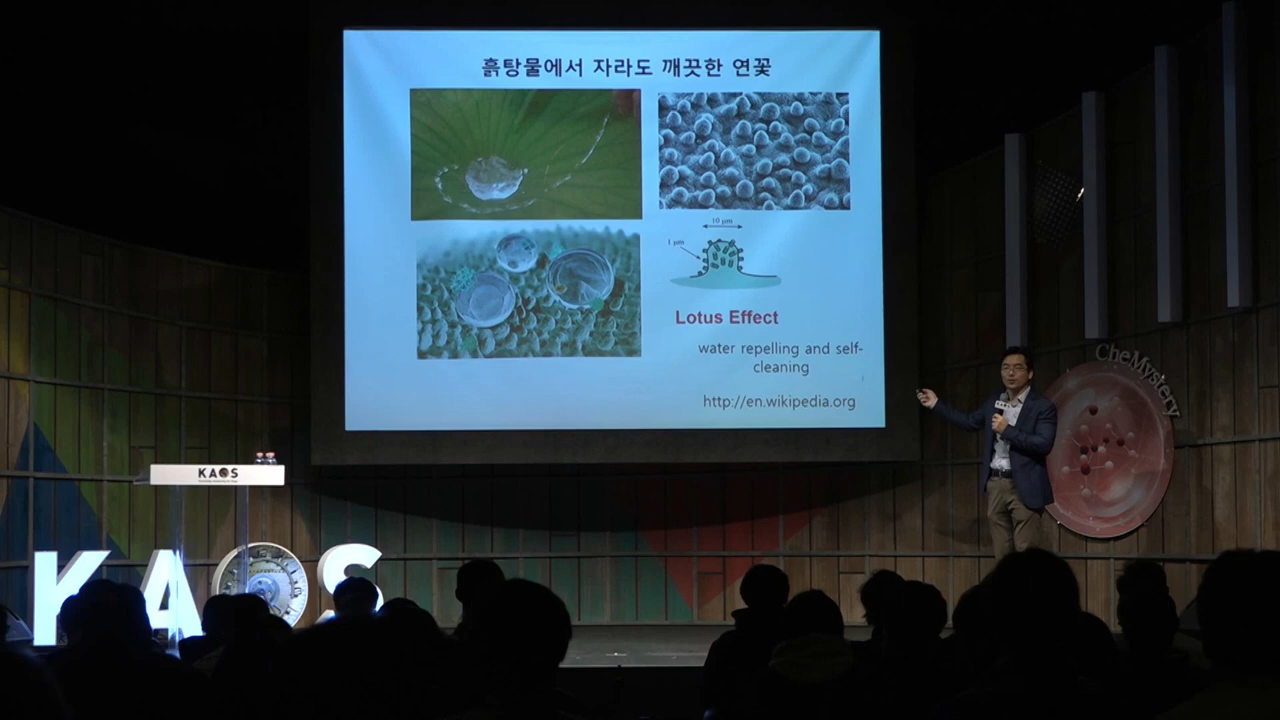 흙탕물에서 자라도 깨끗한 연꽃
10 μm
1 μm
Lotus Effect
water repelling and self-
cleaning
http://en.wikipedia.org
CheMystery
KAOS
KAOS